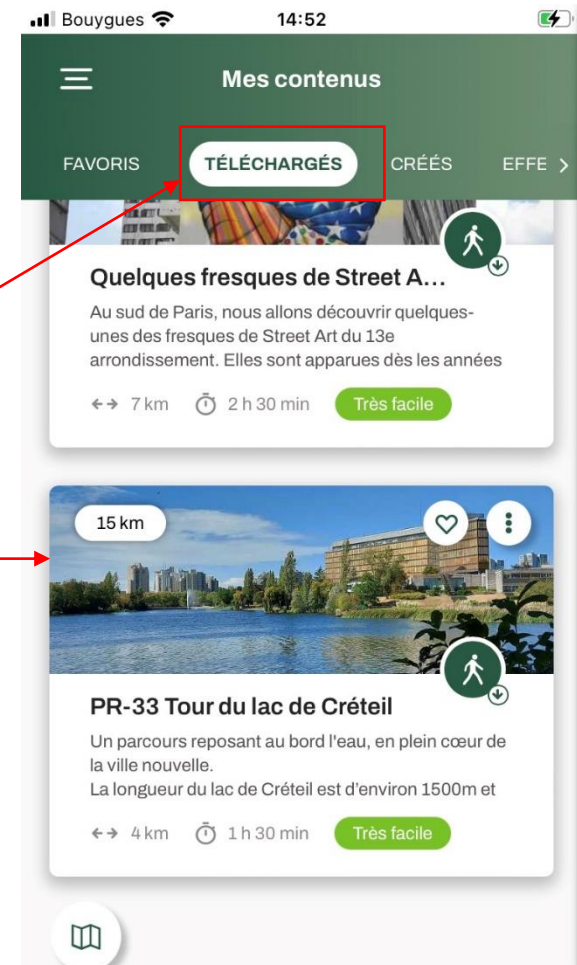 Bouygues 14:52
Mes contenus
FAVORIS TÉLÉCHARGÉS CRÉÉS EFFE
Quelques fresques de Street A...
Au sud de Paris, nous allons découvrir quelques-
unes des fresques de Street Art du 13e
arrondissement. Elles sont apparues dès les années
7 km 2 h 30 min Très facile
15 km
PR-33 Tour du lac de Créteil
Un parcours reposant au bord l'eau, en plein cœur de
la ville nouvelle.
La longueur du lac de Créteil est d’environ 1500m et
4 km 1 h 30 min Très facile